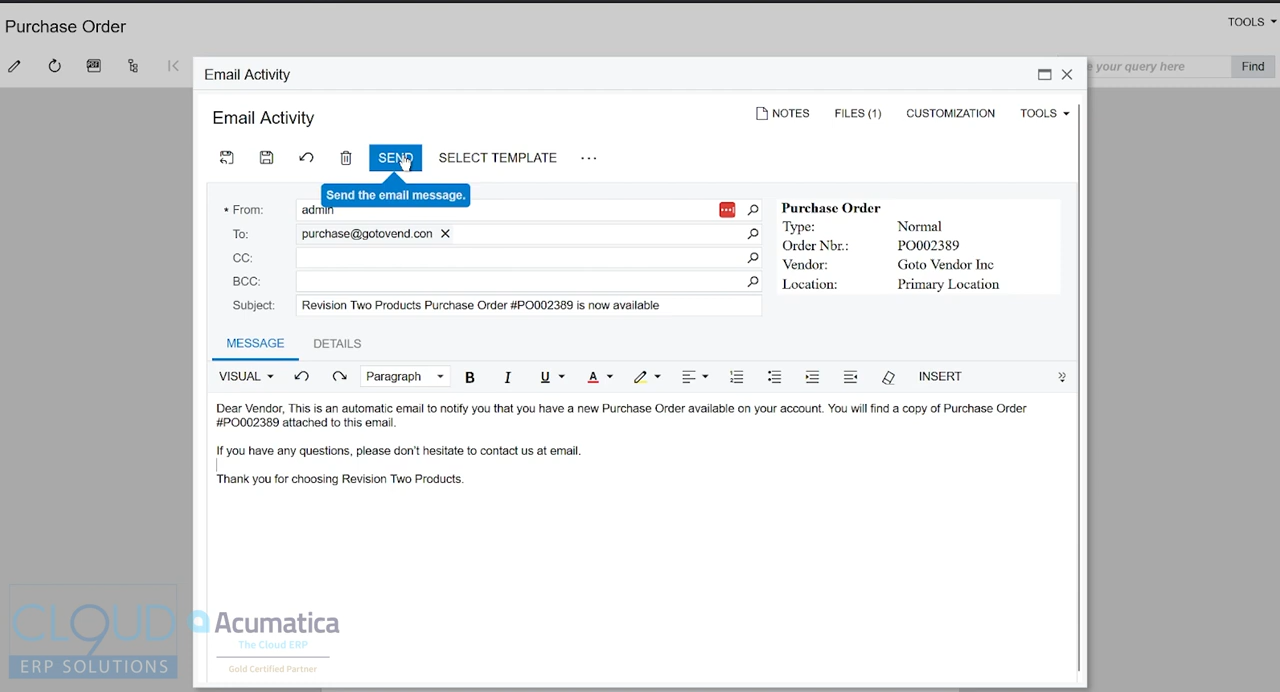 Purchase Order
TOOLS
your query here
Find
Email Activity
Email Activity
NOTES
FILES (1)
CUSTOMIZATION
TOOLS
SEND
SELECT TEMPLATE
Send the email message.
* From:
admin
To:
purchase@gotovend.con
CC:
BCC:
Subject:
Revision Two Products Purchase Order #PO002389 is now available
Purchase Order
Type: Normal
Order Nbr.: PO002389
Vendor: Goto Vendor Inc
Location: Primary Location
MESSAGE
DETAILS
VISUAL
Paragraph
B
I
U
A
INSERT
Dear Vendor, This is an automatic email to notify you that you have a new Purchase Order available on your account. You will find a copy of Purchase Order
#PO002389 attached to this email.
If you have any questions, please don't hesitate to contact us at email.
Thank you for choosing Revision Two Products.
CLOUD9
ERP SOLUTIONS
Acumatica
The Cloud ERP
Gold Certified Partner